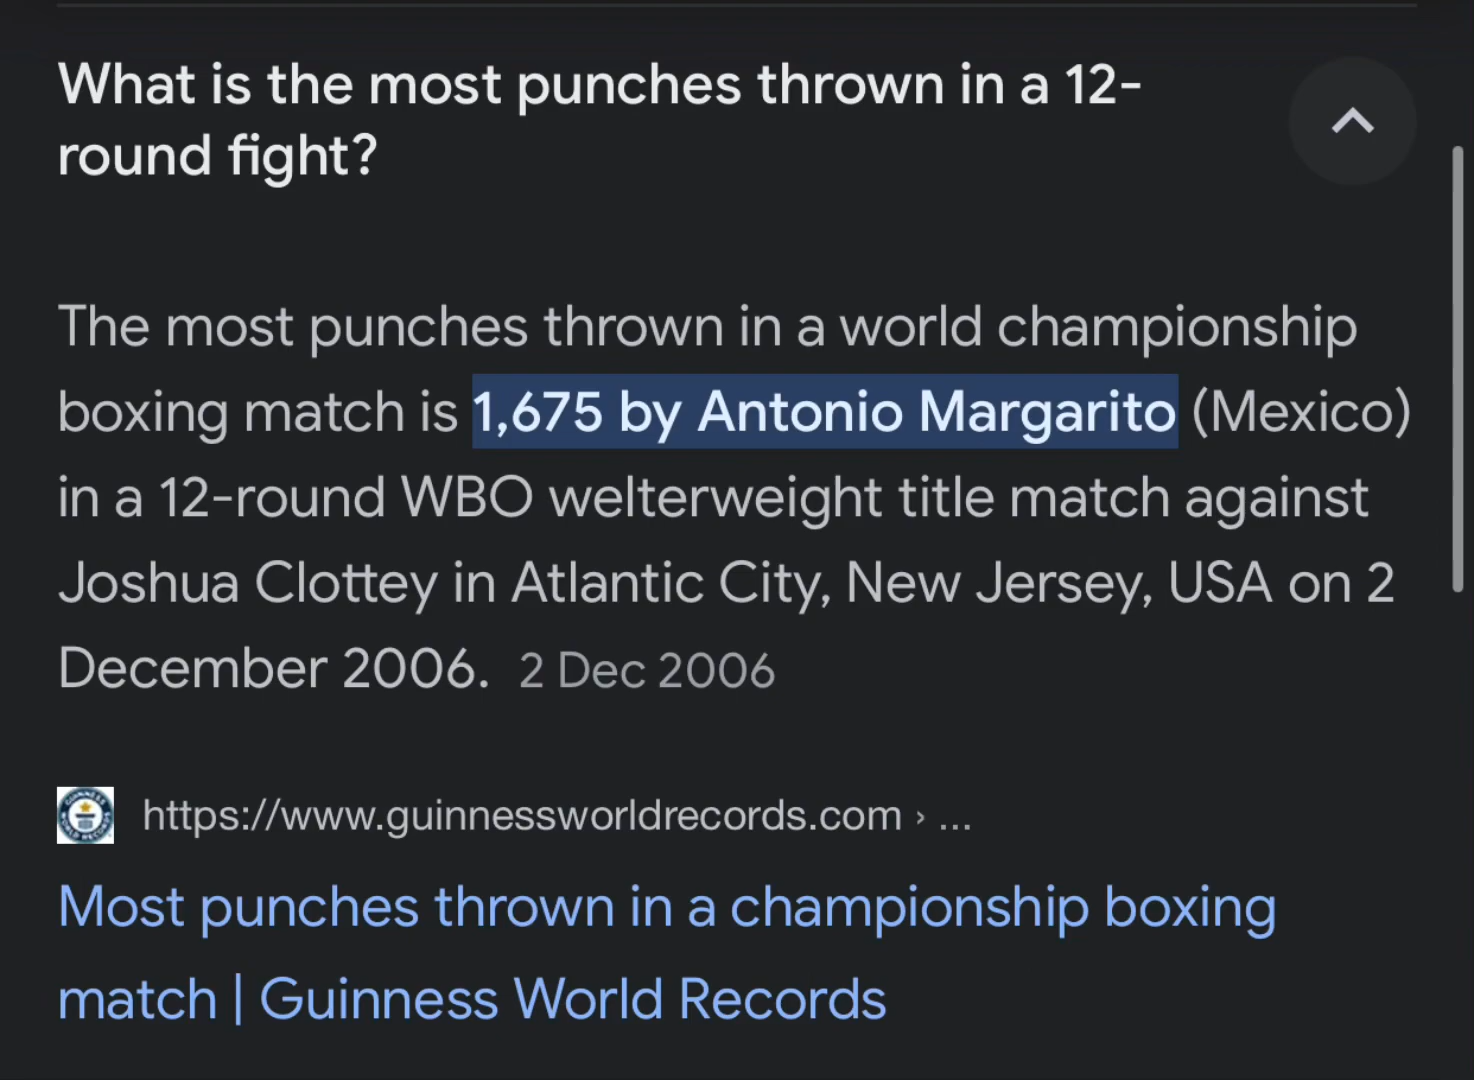 What is the most punches thrown in a 12-
round fight?
The most punches thrown in a world championship
boxing match is 1,675 by Antonio Margarito (Mexico)
in a 12-round WBO welterweight title match against
Joshua Clottey in Atlantic City, New Jersey, USA on 2
December 2006. 2 Dec 2006
https://www.guinnessworldrecords.com › ...
Most punches thrown in a championship boxing
match | Guinness World Records